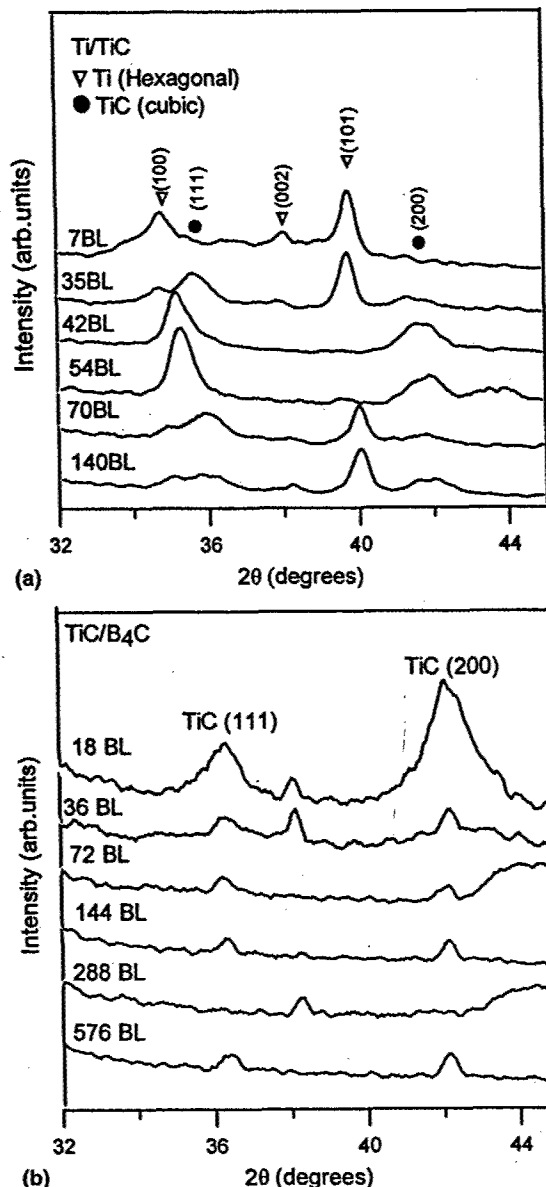 Ti/TiC
▽ Ti (Hexagonal)
● TiC (cubic)
▽(100)
● (111)
▽(002)
▽(101)
● (200)
Intensity (arb.units)
7BL
35BL
42BL
54BL
70BL
140BL
32 36 40 44
(a) 2θ (degrees)
TiC/B₄C
TiC (200)
TiC (111)
Intensity (arb.units)
18 BL
36 BL
72 BL
144 BL
288 BL
576 BL
32 36 40 44
(b) 2θ (degrees)